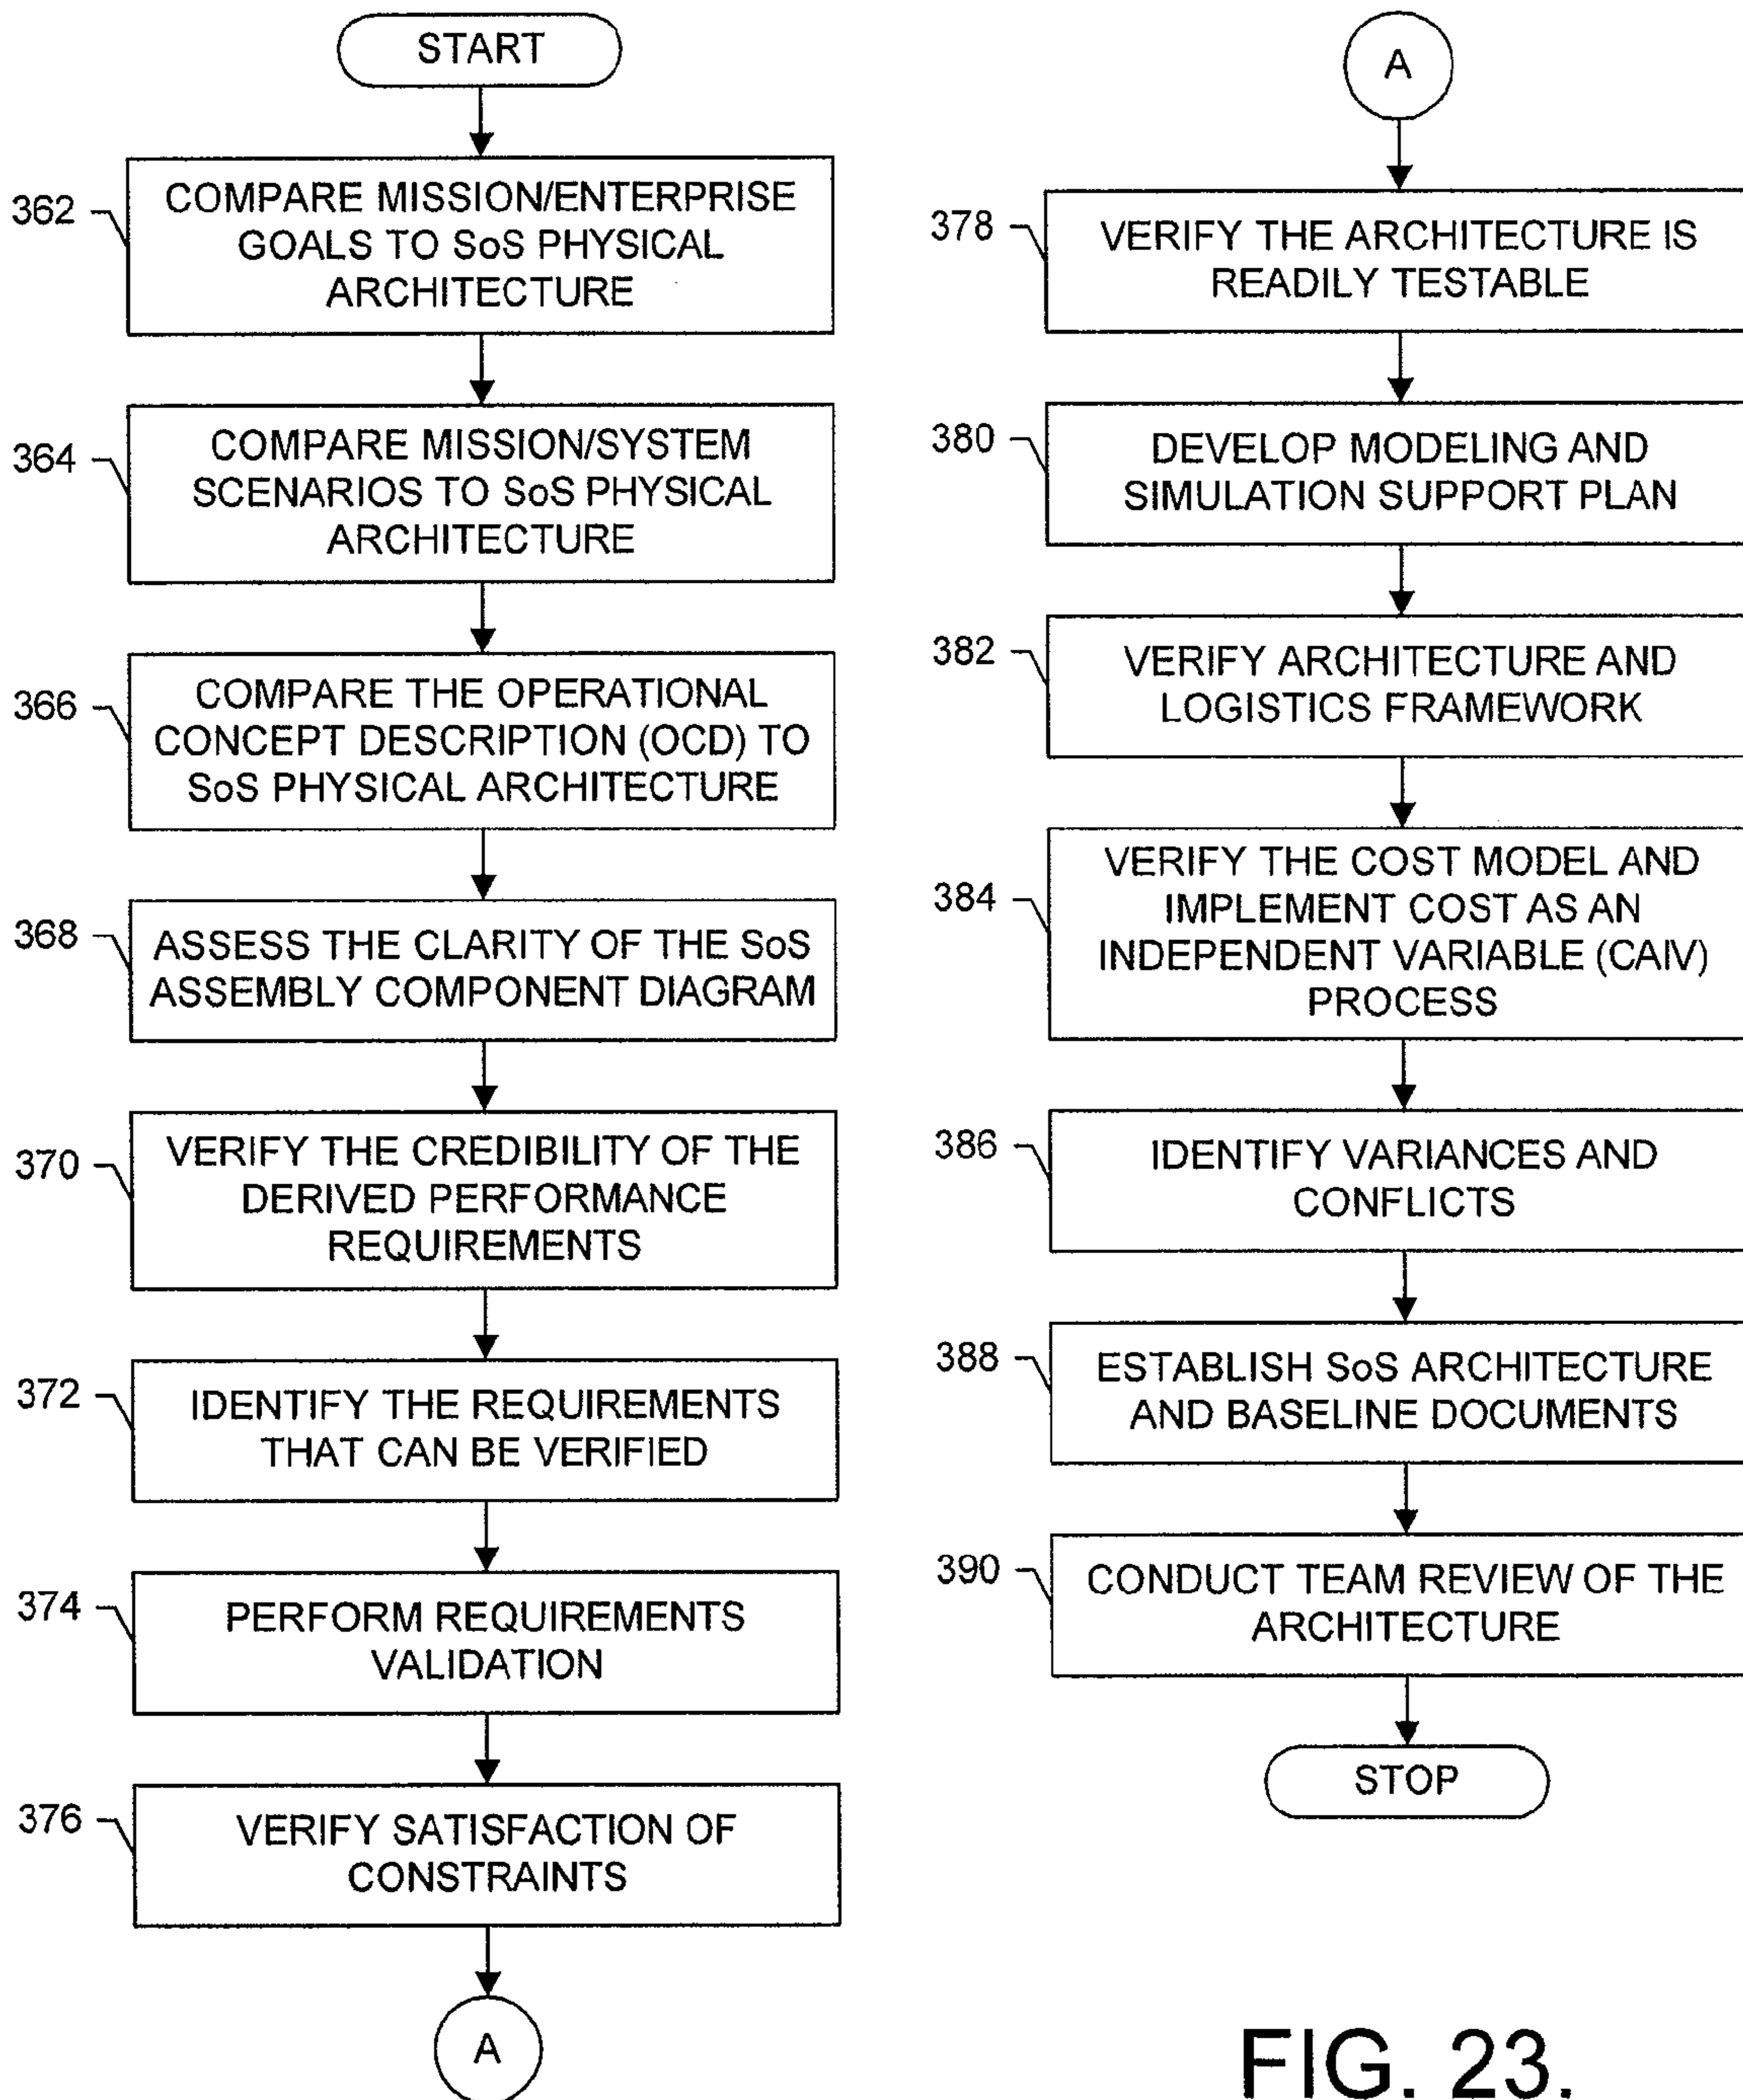 START
362
COMPARE MISSION/ENTERPRISE
GOALS TO SoS PHYSICAL
ARCHITECTURE
364
COMPARE MISSION/SYSTEM
SCENARIOS TO SoS PHYSICAL
ARCHITECTURE
366
COMPARE THE OPERATIONAL
CONCEPT DESCRIPTION (OCD) TO
SoS PHYSICAL ARCHITECTURE
368
ASSESS THE CLARITY OF THE SoS
ASSEMBLY COMPONENT DIAGRAM
370
VERIFY THE CREDIBILITY OF THE
DERIVED PERFORMANCE
REQUIREMENTS
372
IDENTIFY THE REQUIREMENTS
THAT CAN BE VERIFIED
374
PERFORM REQUIREMENTS
VALIDATION
376
VERIFY SATISFACTION OF
CONSTRAINTS
A
A
378
VERIFY THE ARCHITECTURE IS
READILY TESTABLE
380
DEVELOP MODELING AND
SIMULATION SUPPORT PLAN
382
VERIFY ARCHITECTURE AND
LOGISTICS FRAMEWORK
384
VERIFY THE COST MODEL AND
IMPLEMENT COST AS AN
INDEPENDENT VARIABLE (CAIV)
PROCESS
386
IDENTIFY VARIANCES AND
CONFLICTS
388
ESTABLISH SoS ARCHITECTURE
AND BASELINE DOCUMENTS
390
CONDUCT TEAM REVIEW OF THE
ARCHITECTURE
STOP
FIG. 23.